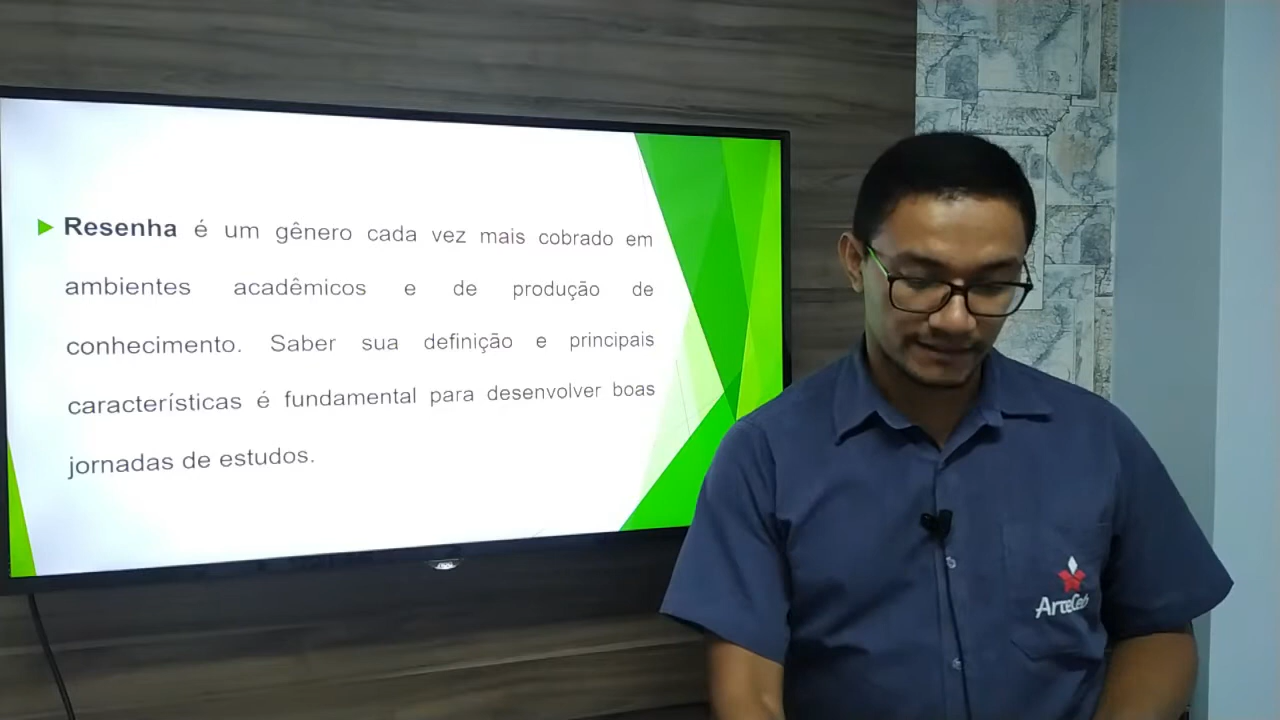 Resenha é um gênero cada vez mais cobrado em
ambientes acadêmicos e de produção de
conhecimento. Saber sua definição e principais
características é fundamental para desenvolver boas
jornadas de estudos.